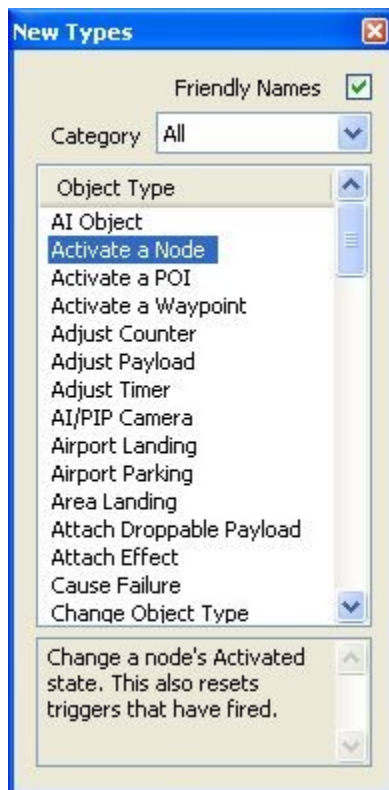 New Types
Friendly Names
Category All
Object Type
AI Object
Activate a Node
Activate a POI
Activate a Waypoint
Adjust Counter
Adjust Payload
Adjust Timer
AI/PIP Camera
Airport Landing
Airport Parking
Area Landing
Attach Droppable Payload
Attach Effect
Cause Failure
Change Object Type
Change a node's Activated
state. This also resets
triggers that have fired.